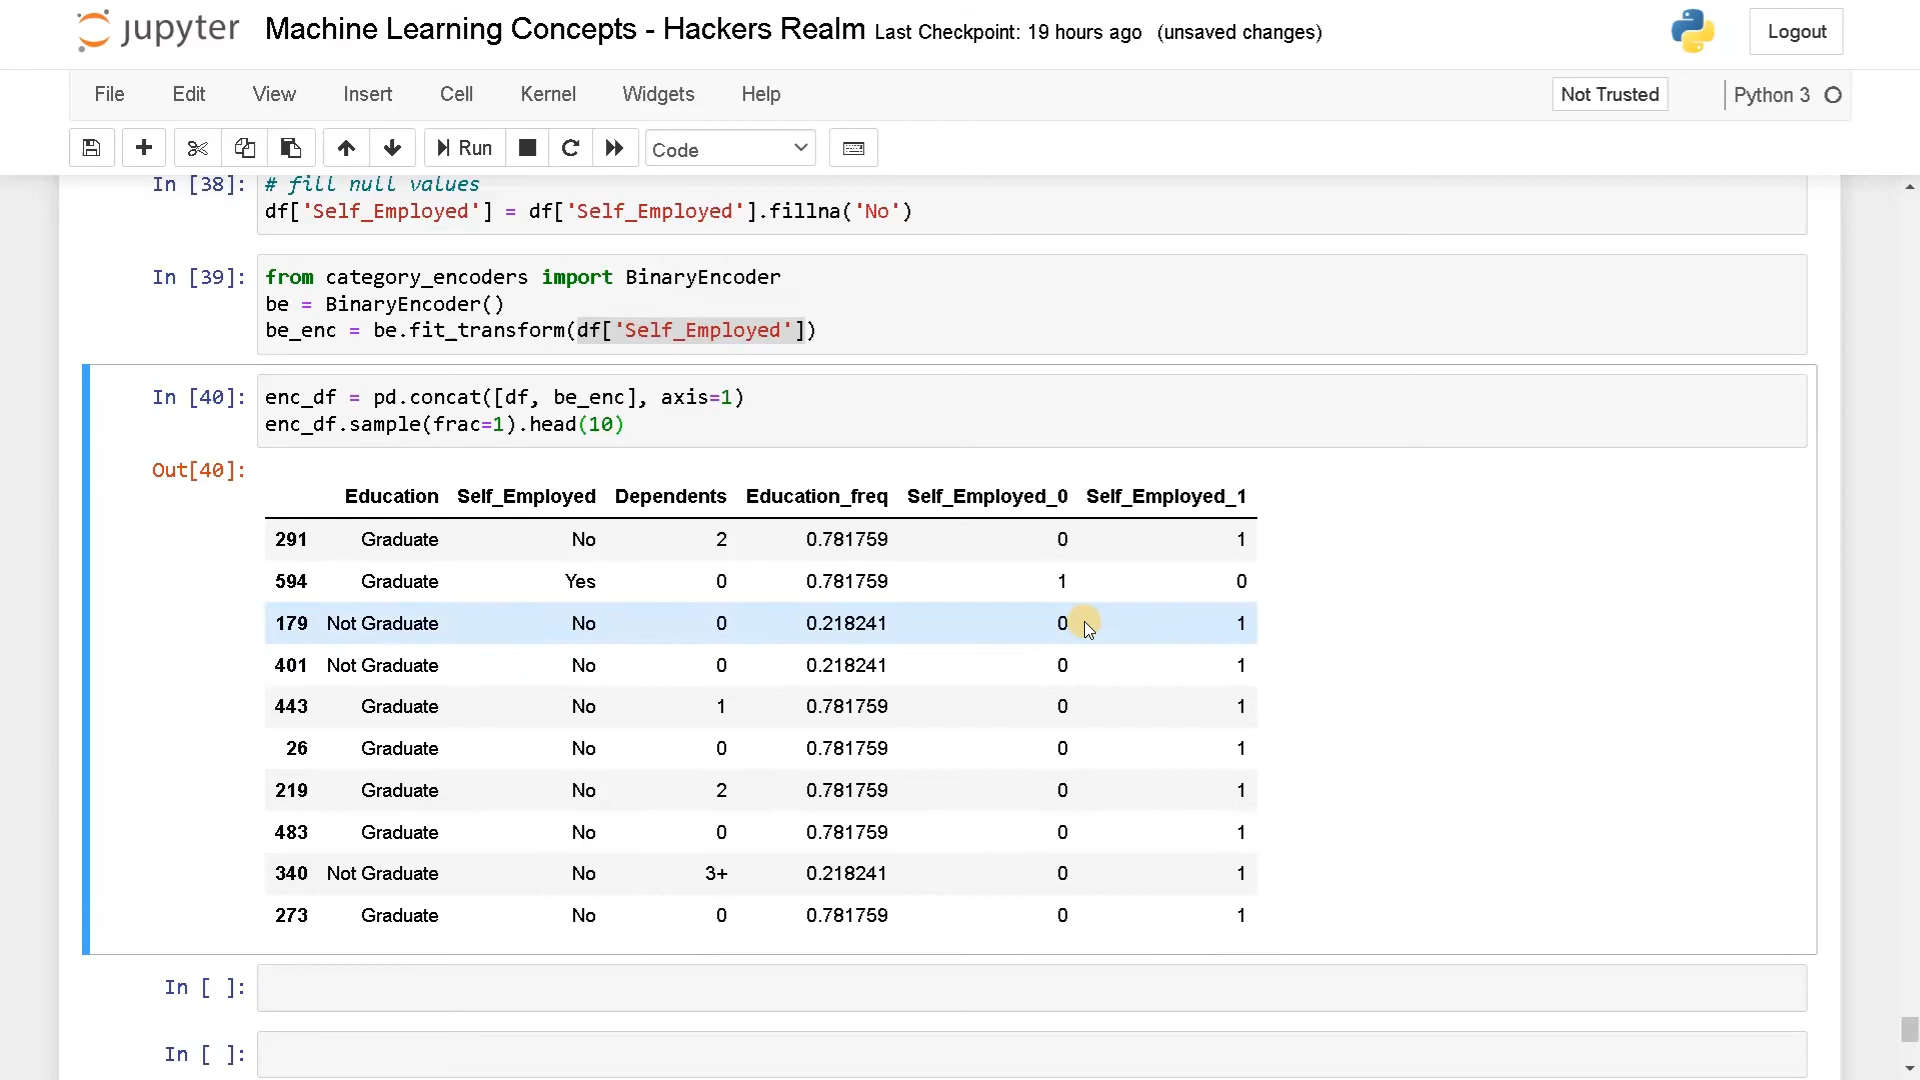 jupyter Machine Learning Concepts - Hackers Realm Last Checkpoint: 19 hours ago (unsaved changes) Logout
File Edit View Insert Cell Kernel Widgets Help Not Trusted Python 3
Run Code
In [38]: # fill null values
df['Self_Employed'] = df['Self_Employed'].fillna('No')
In [39]: from category_encoders import BinaryEncoder
be = BinaryEncoder()
be_enc = be.fit_transform(df['Self_Employed'])
In [40]: enc_df = pd.concat([df, be_enc], axis=1)
enc_df.sample(frac=1).head(10)
Out[40]:
Education Self_Employed Dependents Education_freq Self_Employed_0 Self_Employed_1
291 Graduate No 2 0.781759 0 1
594 Graduate Yes 0 0.781759 1 0
179 Not Graduate No 0 0.218241 0 1
401 Not Graduate No 0 0.218241 0 1
443 Graduate No 1 0.781759 0 1
26 Graduate No 0 0.781759 0 1
219 Graduate No 2 0.781759 0 1
483 Graduate No 0 0.781759 0 1
340 Not Graduate No 3+ 0.218241 0 1
273 Graduate No 0 0.781759 0 1
In [ ]:
In [ ]: